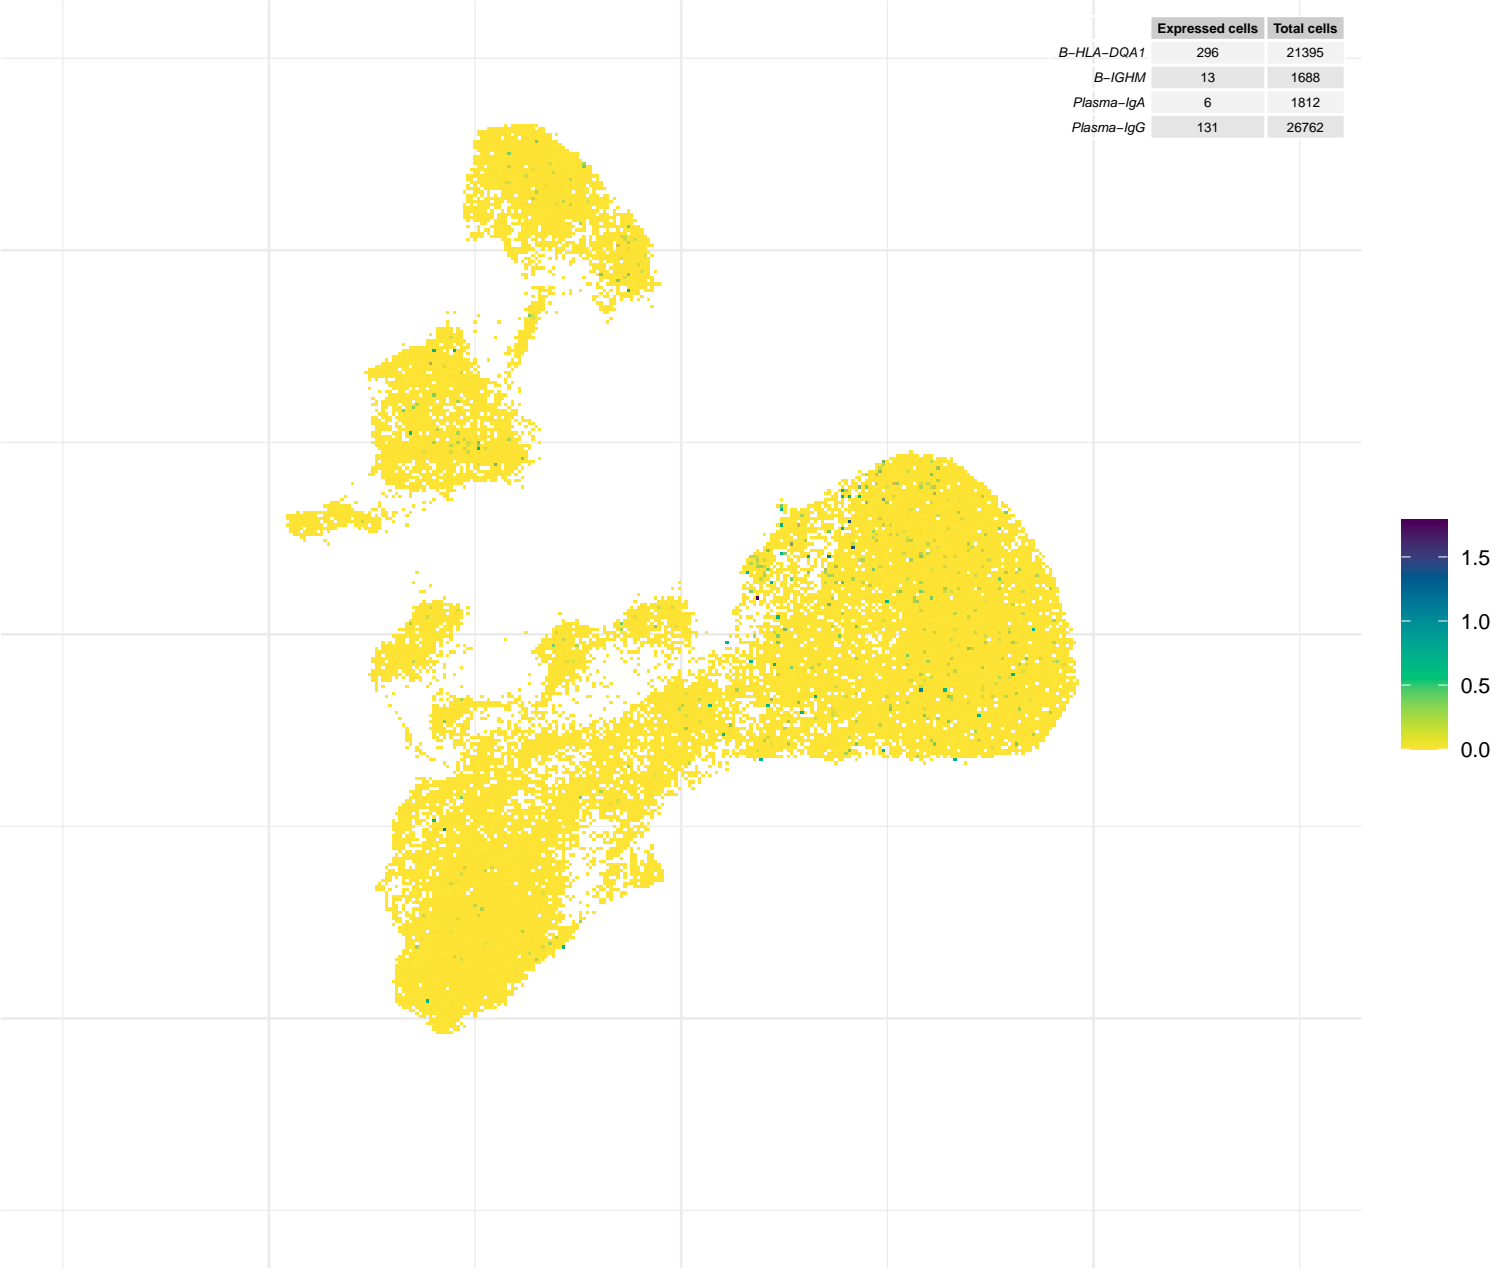 Expressed cells Total cells
B−HLA−DQA1 296 21395
B−IGHM 13 1688
Plasma−IgA 6 1812
Plasma−IgG 131 26762
1.5
1.0
0.5
0.0